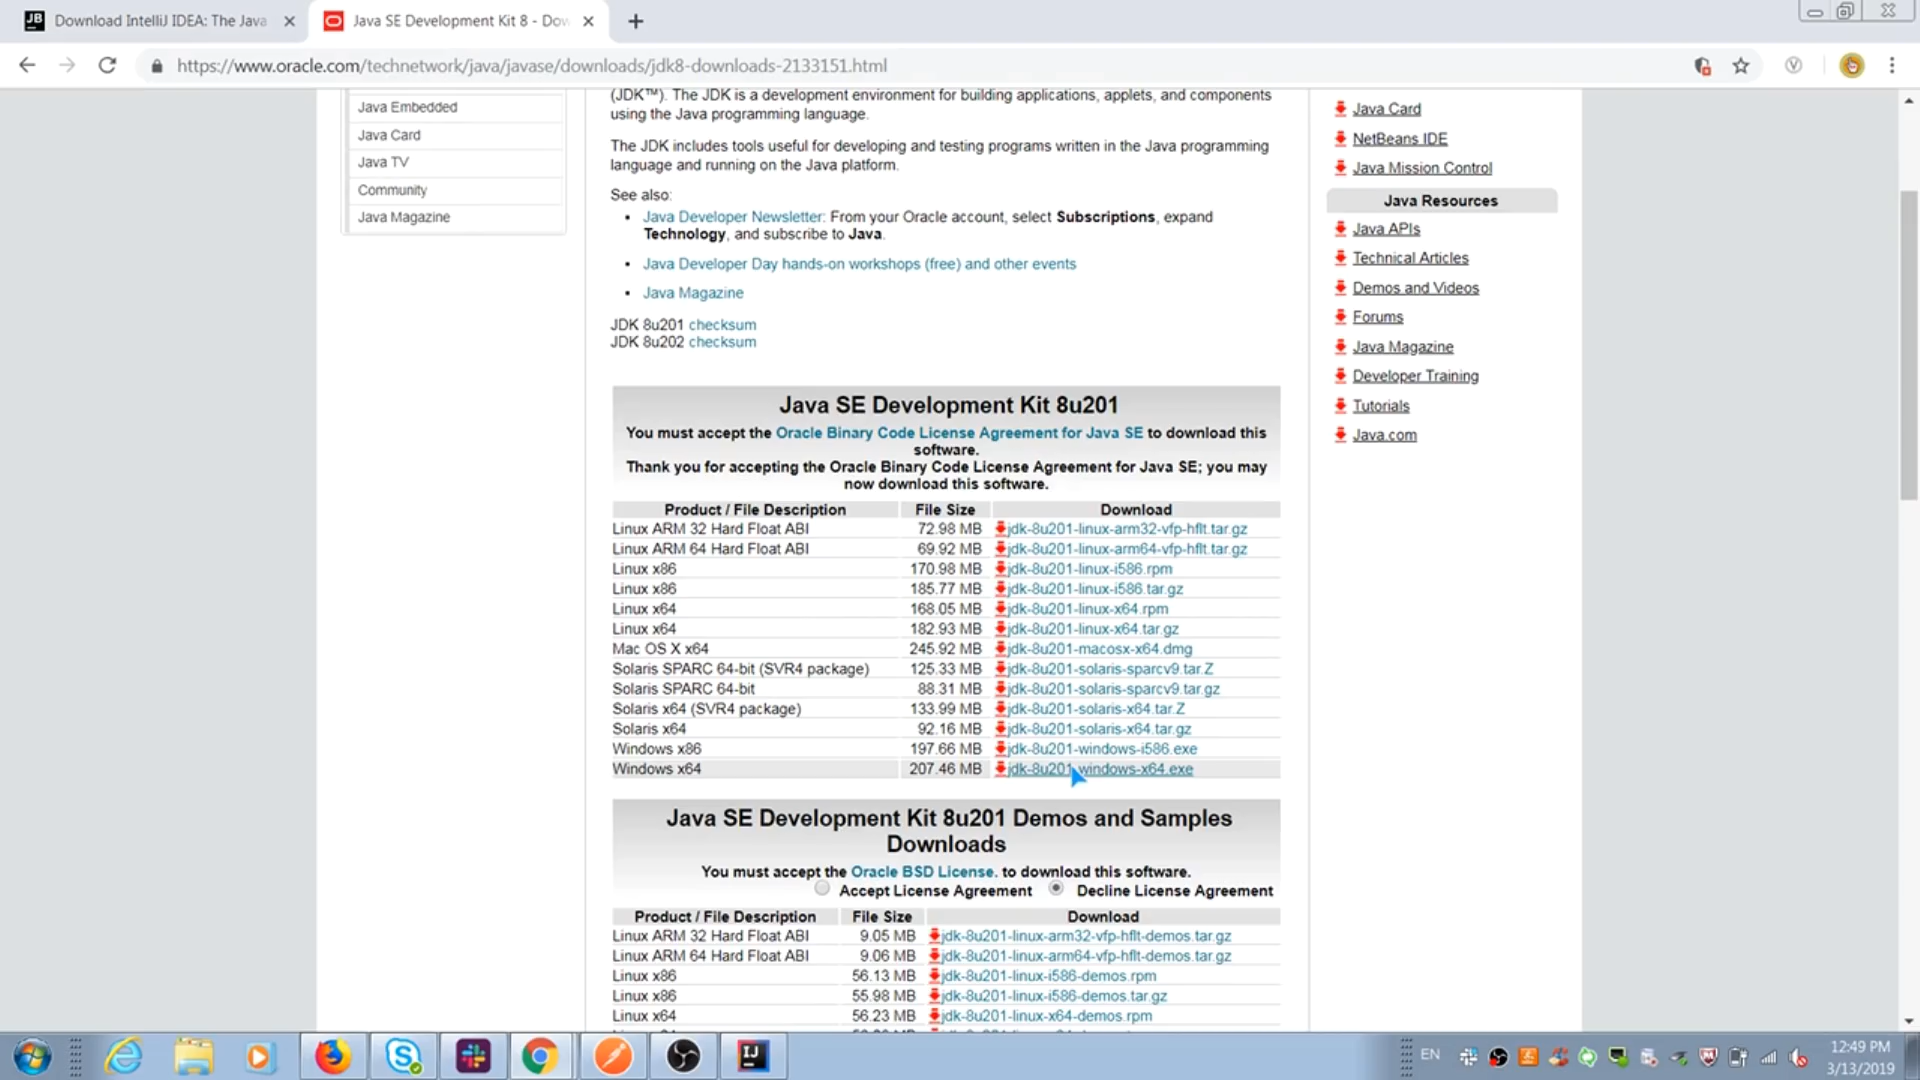 Download IntelliJ IDEA: The Java
Java SE Development Kit 8 - Dow
https://www.oracle.com/technetwork/java/javase/downloads/jdk8-downloads-2133151.html
Java Embedded
Java Card
Java TV
Community
Java Magazine
(JDK™). The JDK is a development environment for building applications, applets, and components
using the Java programming language.
The JDK includes tools useful for developing and testing programs written in the Java programming
language and running on the Java platform.
See also:
• Java Developer Newsletter: From your Oracle account, select Subscriptions, expand
Technology, and subscribe to Java.
• Java Developer Day hands-on workshops (free) and other events
• Java Magazine
JDK 8u201 checksum
JDK 8u202 checksum
Java SE Development Kit 8u201
You must accept the Oracle Binary Code License Agreement for Java SE to download this
software.
Thank you for accepting the Oracle Binary Code License Agreement for Java SE; you may
now download this software.
Product / File Description File Size Download
Linux ARM 32 Hard Float ABI 72.98 MB jdk-8u201-linux-arm32-vfp-hflt.tar.gz
Linux ARM 64 Hard Float ABI 69.92 MB jdk-8u201-linux-arm64-vfp-hflt.tar.gz
Linux x86 170.98 MB jdk-8u201-linux-i586.rpm
Linux x86 185.77 MB jdk-8u201-linux-i586.tar.gz
Linux x64 168.05 MB jdk-8u201-linux-x64.rpm
Linux x64 182.93 MB jdk-8u201-linux-x64.tar.gz
Mac OS X x64 245.92 MB jdk-8u201-macosx-x64.dmg
Solaris SPARC 64-bit (SVR4 package) 125.33 MB jdk-8u201-solaris-sparcv9.tar.Z
Solaris SPARC 64-bit 88.31 MB jdk-8u201-solaris-sparcv9.tar.gz
Solaris x64 (SVR4 package) 133.99 MB jdk-8u201-solaris-x64.tar.Z
Solaris x64 92.16 MB jdk-8u201-solaris-x64.tar.gz
Windows x86 197.66 MB jdk-8u201-windows-i586.exe
Windows x64 207.46 MB jdk-8u201-windows-x64.exe
Java SE Development Kit 8u201 Demos and Samples
Downloads
You must accept the Oracle BSD License. to download this software.
Accept License Agreement Decline License Agreement
Product / File Description File Size Download
Linux ARM 32 Hard Float ABI 9.05 MB jdk-8u201-linux-arm32-vfp-hflt-demos.tar.gz
Linux ARM 64 Hard Float ABI 9.06 MB jdk-8u201-linux-arm64-vfp-hflt-demos.tar.gz
Linux x86 56.13 MB jdk-8u201-linux-i586-demos.rpm
Linux x86 55.98 MB jdk-8u201-linux-i586-demos.tar.gz
Linux x64 56.23 MB jdk-8u201-linux-x64-demos.rpm
Java Card
NetBeans IDE
Java Mission Control
Java Resources
Java APIs
Technical Articles
Demos and Videos
Forums
Java Magazine
Developer Training
Tutorials
Java.com
EN
12:49 PM
3/13/2019